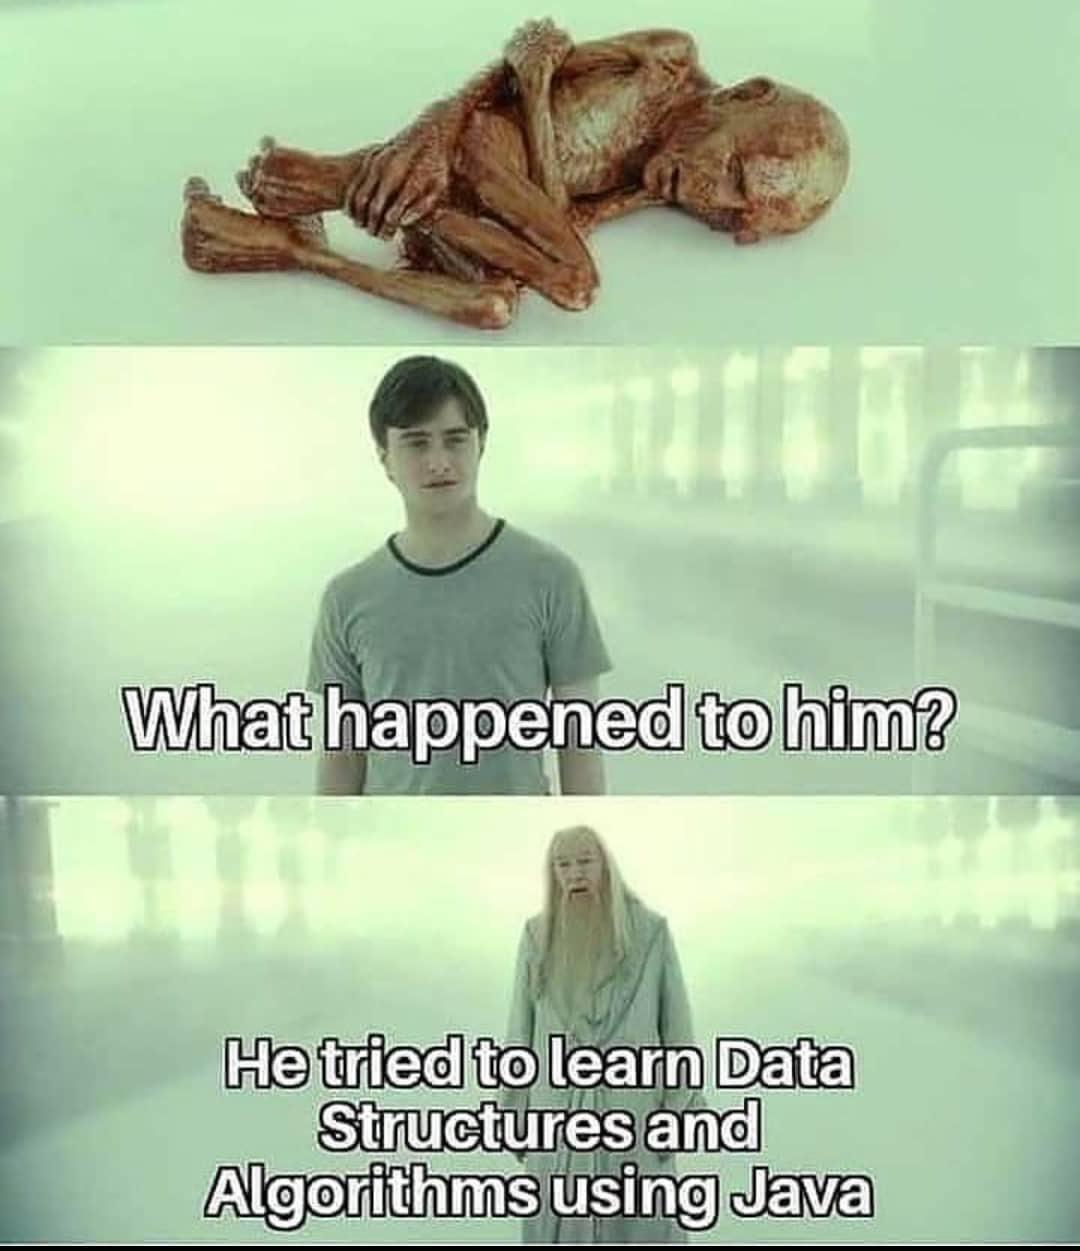 What happened to him?
He tried to learn Data
Structures and
Algorithms using Java